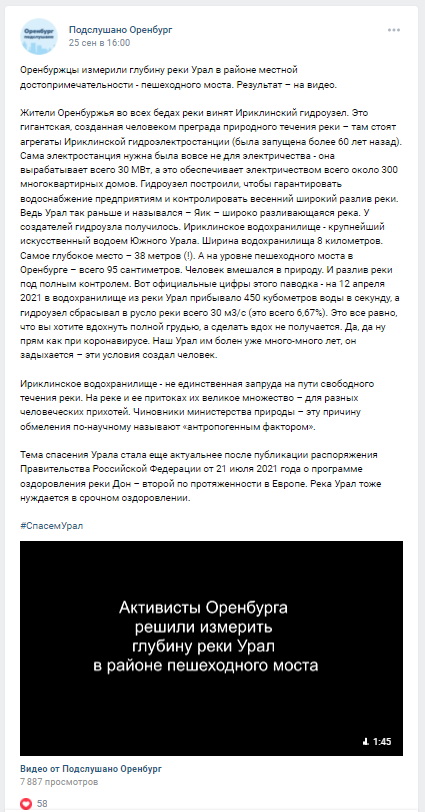 Оренбург
подслушано
Подслушано Оренбург
25 сен в 16:00
Оренбуржцы измерили глубину реки Урал в районе местной
достопримечательности - пешеходного моста. Результат – на видео.
Жители Оренбуржья во всех бедах реки винят Ириклинский гидроузел. Это
гигантская, созданная человеком преграда природного течения реки – там стоят
агрегаты Ириклинской гидроэлектростанции (была запущена более 60 лет назад).
Сама электростанция нужна была вовсе не для электричества - она
вырабатывает всего 30 МВт, а это обеспечивает электричеством всего около 300
многоквартирных домов. Гидроузел построили, чтобы гарантировать
водоснабжение предприятиям и контролировать весенний широкий разлив реки.
Ведь Урал так раньше и назывался – Яик – широко разливающаяся река. У
создателей гидроузла получилось. Ириклинское водохранилище - крупнейший
искусственный водоем Южного Урала. Ширина водохранилища 8 километров.
Самое глубокое место – 38 метров (!). А на уровне пешеходного моста в
Оренбурге – всего 95 сантиметров. Человек вмешался в природу. И разлив реки
под полным контролем. Вот официальные цифры этого паводка - на 12 апреля
2021 в водохранилище из реки Урал прибывало 450 кубометров воды в секунду, а
гидроузел сбрасывал в русло реки всего 30 м3/с (это всего 6,67%). Это все равно,
что вы хотите вдохнуть полной грудью, а сделать вдох не получается. Да, да ну
прям как при коронавирусе. Наш Урал им болен уже много-много лет, он
задыхается – эти условия создал человек.
Ириклинское водохранилище - не единственная запруда на пути свободного
течения реки. На реке и ее притоках их великое множество – для разных
человеческих прихотей. Чиновники министерства природы – эту причину
обмеления по-научному называют «антропогенным фактором».
Тема спасения Урала стала еще актуальнее после публикации распоряжения
Правительства Российской Федерации от 21 июля 2021 года о программе
оздоровления реки Дон – второй по протяженности в Европе. Река Урал тоже
нуждается в срочном оздоровлении.
#СпасемУрал
Активисты Оренбурга
решили измерить
глубину реки Урал
в районе пешеходного моста
1:45
Видео от Подслушано Оренбург
7 887 просмотров
58